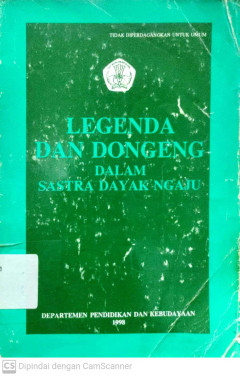 TIDAK DIPERDAGANGKAN UNTUK UMUM
LEGENDA
DAN DONGENG
DALAM
SASTRA DAYAK NGAJU
DEPARTEMEN PENDIDIKAN DAN KEBUDAYAAN
1998
CS Dipindai dengan CamScanner